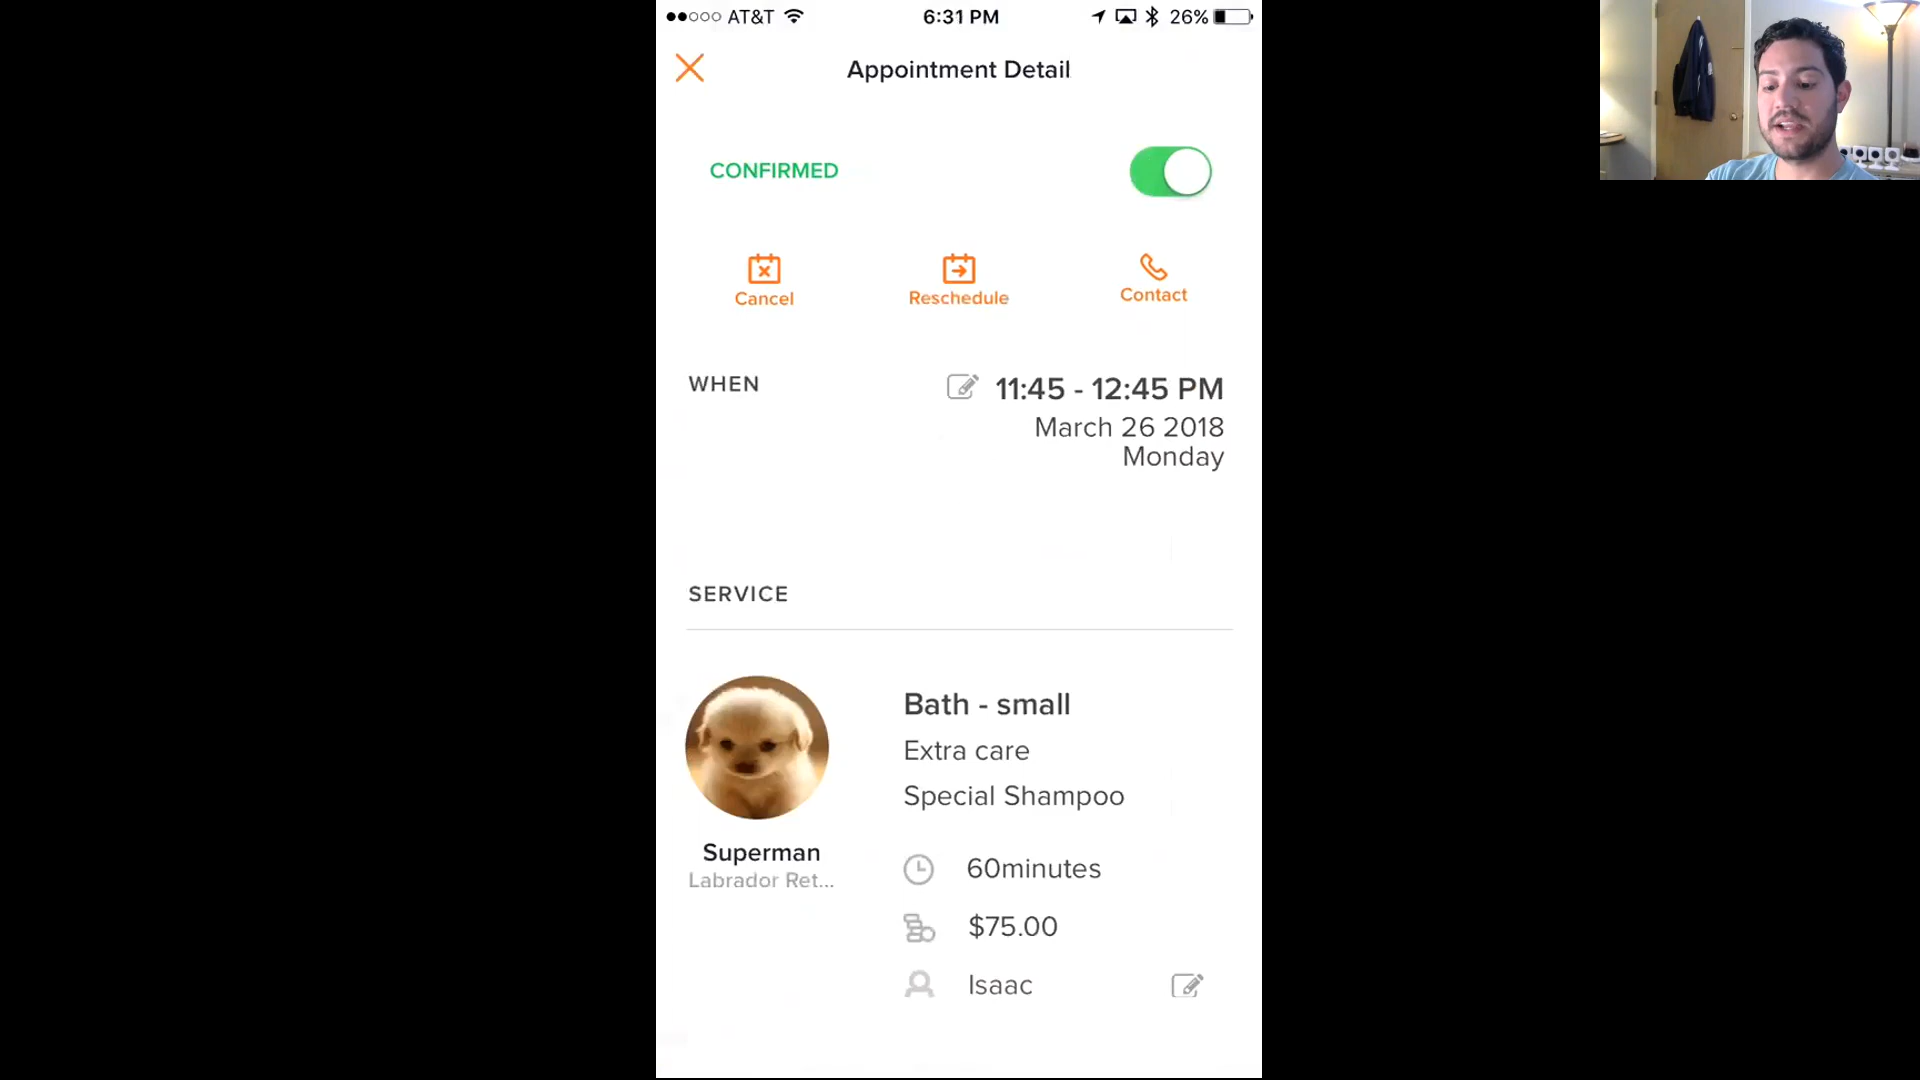 AT&T 6:31 PM 26%
Appointment Detail
CONFIRMED
Cancel Reschedule Contact
WHEN 11:45 - 12:45 PM
March 26 2018
Monday
SERVICE
Bath - small
Extra care
Special Shampoo
Superman
Labrador Ret...
60minutes
$75.00
Isaac